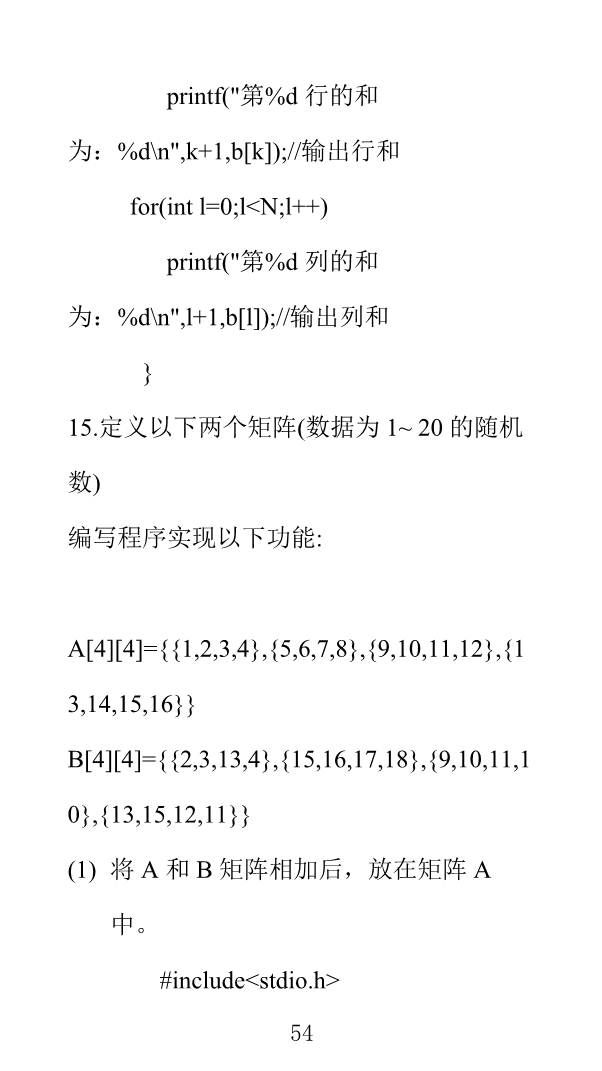 printf("第%d 行的和
为：%d\n",k+1,b[k]);//输出行和
for(int l=0;l<N;l++)
printf("第%d 列的和
为：%d\n",l+1,b[l]);//输出列和
}
15.定义以下两个矩阵(数据为 1~ 20 的随机
数)
编写程序实现以下功能:
A[4][4]={{1,2,3,4},{5,6,7,8},{9,10,11,12},{1
3,14,15,16}}
B[4][4]={{2,3,13,4},{15,16,17,18},{9,10,11,1
0},{13,15,12,11}}
(1) 将 A 和 B 矩阵相加后，放在矩阵 A
中。
#include<stdio.h>
54